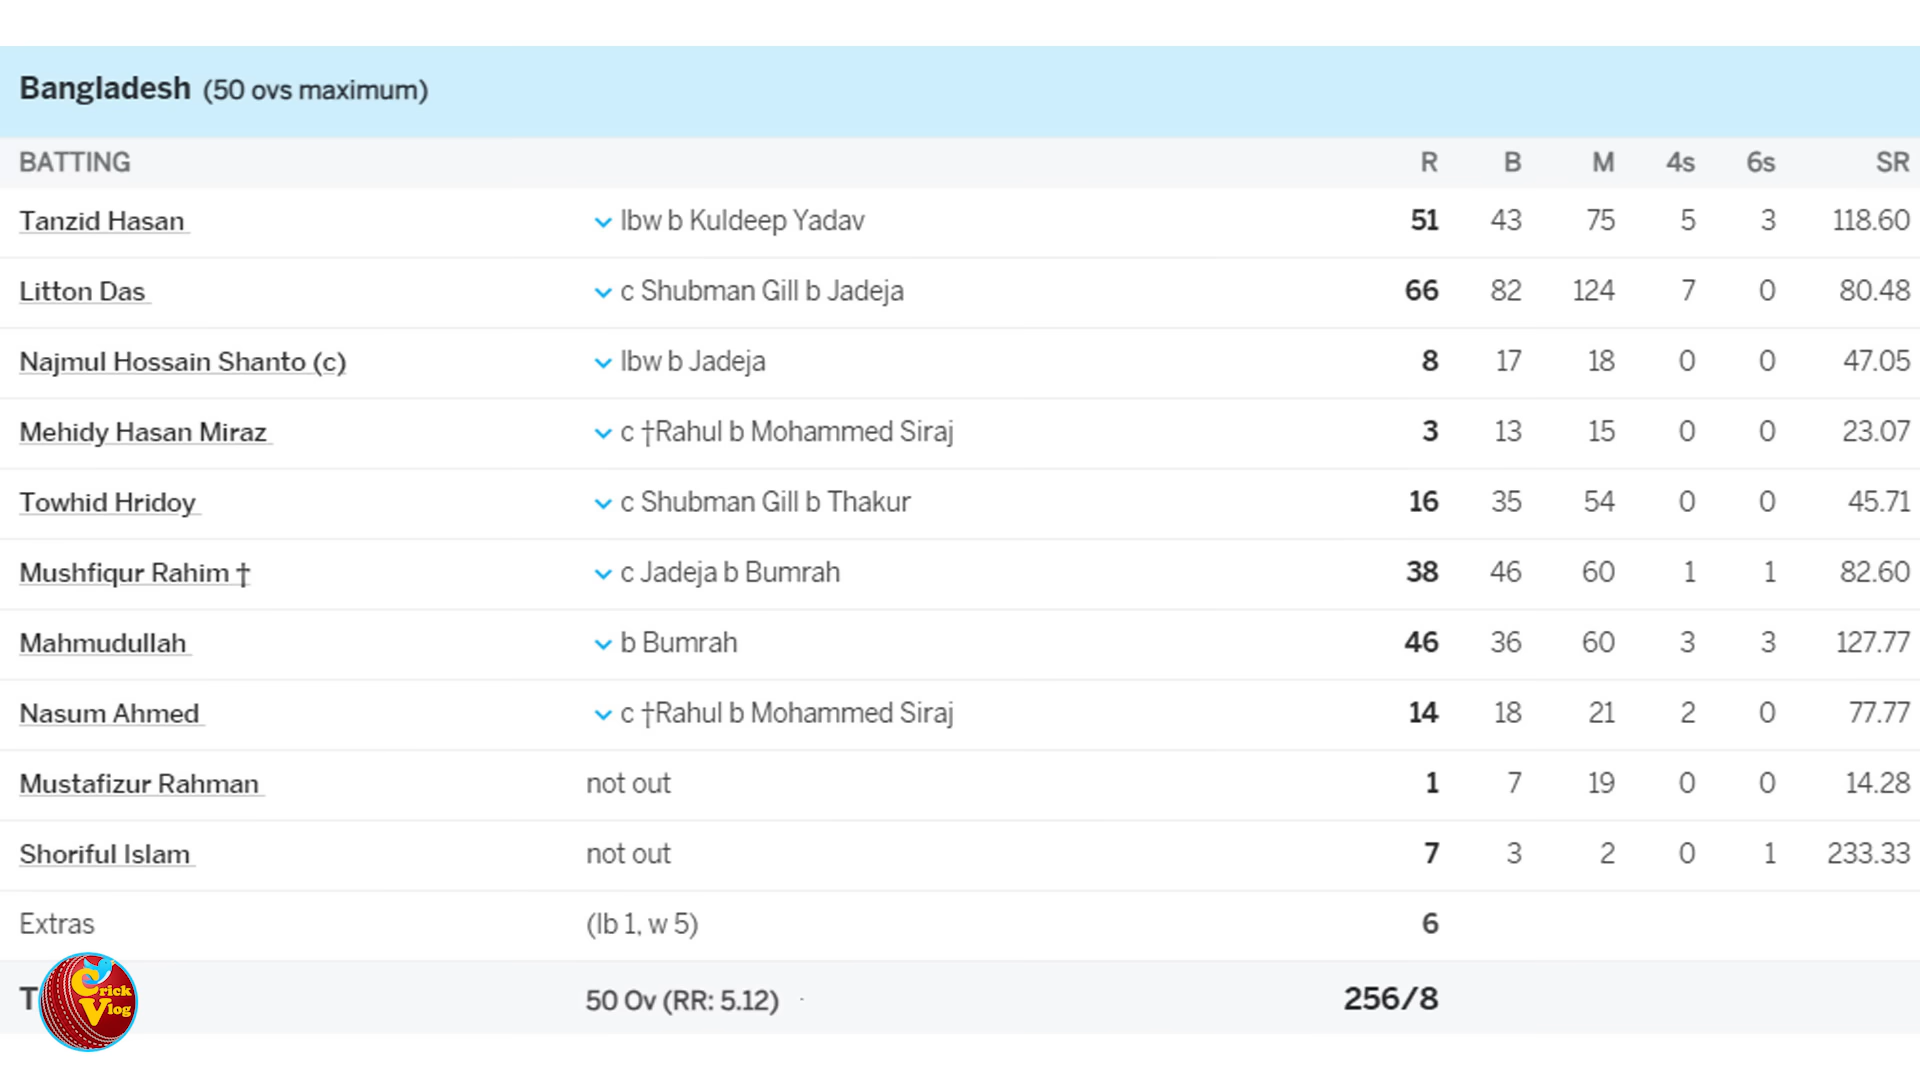 Bangladesh (50 ovs maximum)
BATTING R B M 4s 6s SR
Tanzid Hasan lbw b Kuldeep Yadav 51 43 75 5 3 118.60
Litton Das c Shubman Gill b Jadeja 66 82 124 7 0 80.48
Najmul Hossain Shanto (c) lbw b Jadeja 8 17 18 0 0 47.05
Mehidy Hasan Miraz c †Rahul b Mohammed Siraj 3 13 15 0 0 23.07
Towhid Hridoy c Shubman Gill b Thakur 16 35 54 0 0 45.71
Mushfiqur Rahim † c Jadeja b Bumrah 38 46 60 1 1 82.60
Mahmudullah b Bumrah 46 36 60 3 3 127.77
Nasum Ahmed c †Rahul b Mohammed Siraj 14 18 21 2 0 77.77
Mustafizur Rahman not out 1 7 19 0 0 14.28
Shoriful Islam not out 7 3 2 0 1 233.33
Extras (lb 1, w 5) 6
50 Ov (RR: 5.12) 256/8
Crick
Vlog